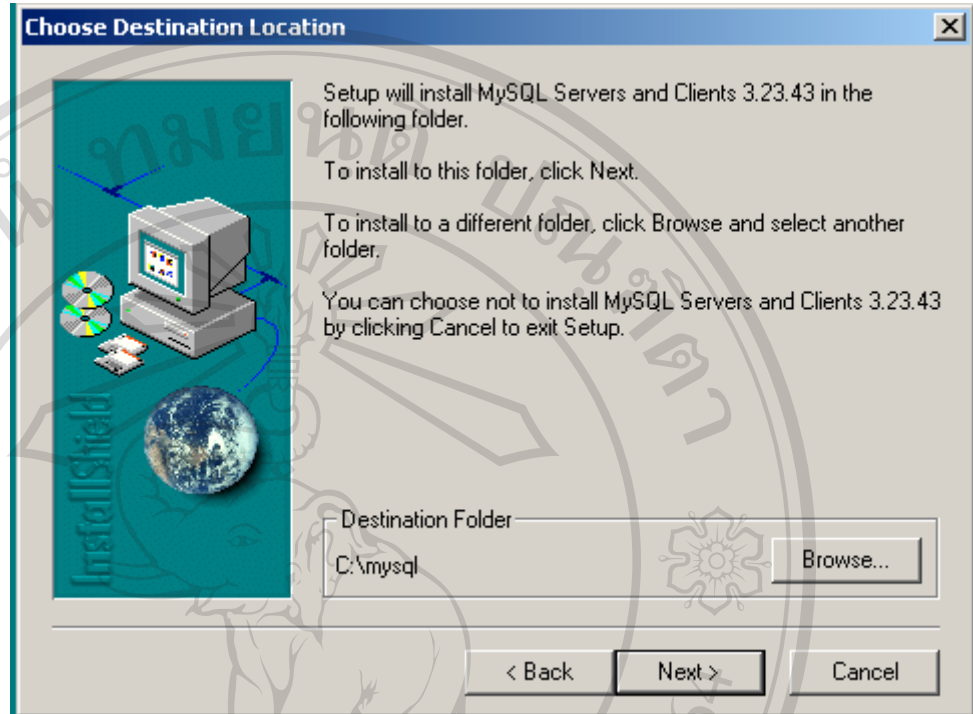 Choose Destination Location
Setup will install MySQL Servers and Clients 3.23.43 in the
following folder.
To install to this folder, click Next.
To install to a different folder, click Browse and select another
folder.
You can choose not to install MySQL Servers and Clients 3.23.43
by clicking Cancel to exit Setup.
InstallShield
Destination Folder
C:\mysql
Browse...
< Back
Next >
Cancel